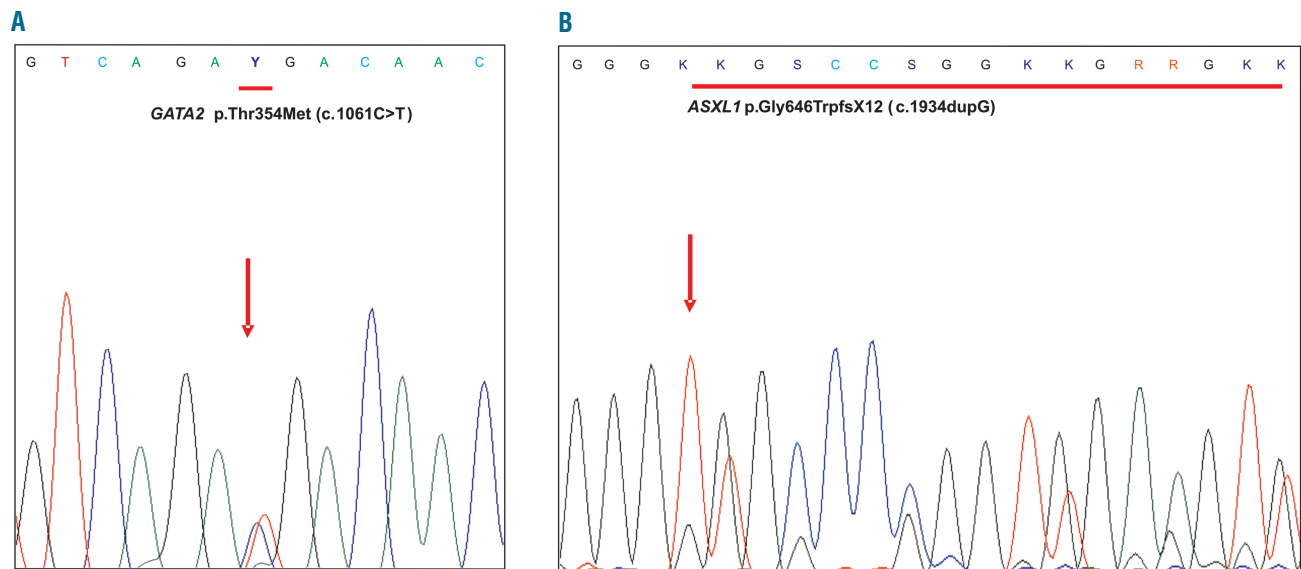 A
G T C A G A Y G A C A A C
GATA2 p.Thr354Met (c.1061C>T)
B
G G G K K G S C C S G G K K G R R G K K
ASXL1 p.Gly646TrpfsX12 (c.1934dupG)